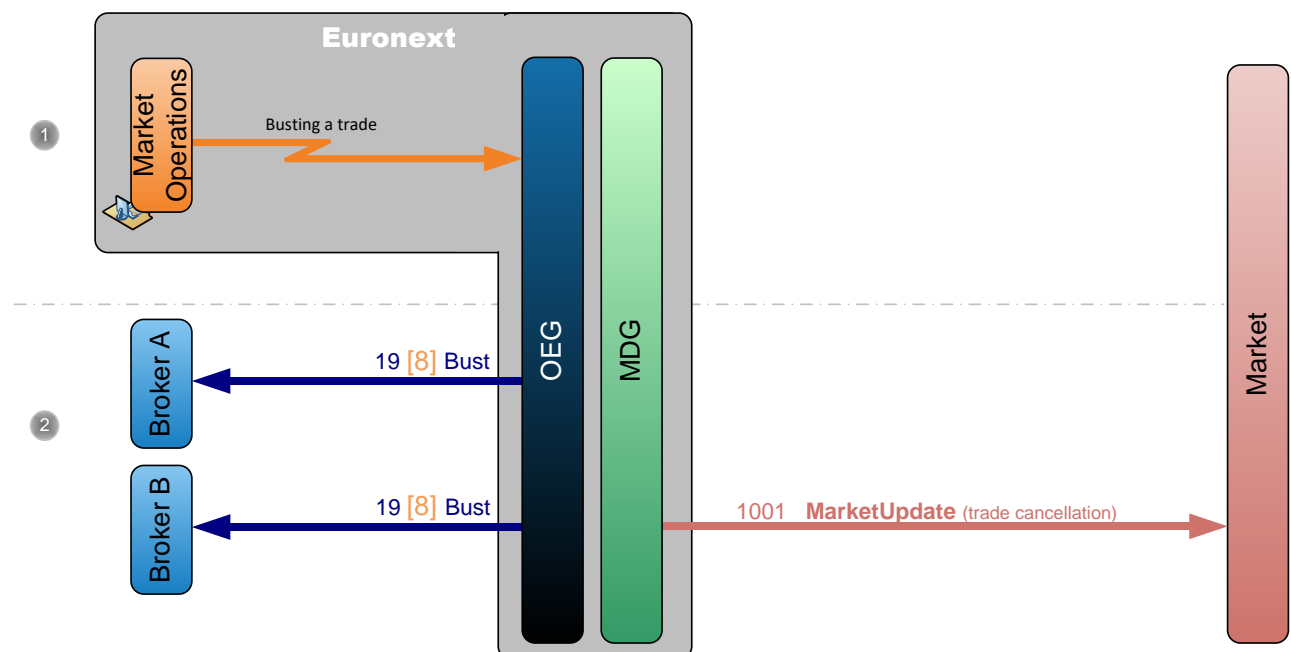 Euronext
1
Market
Operations
Busting a trade
OEG
MDG
Market
2
Broker A
19 [8] Bust
Broker B
19 [8] Bust
1001 MarketUpdate (trade cancellation)